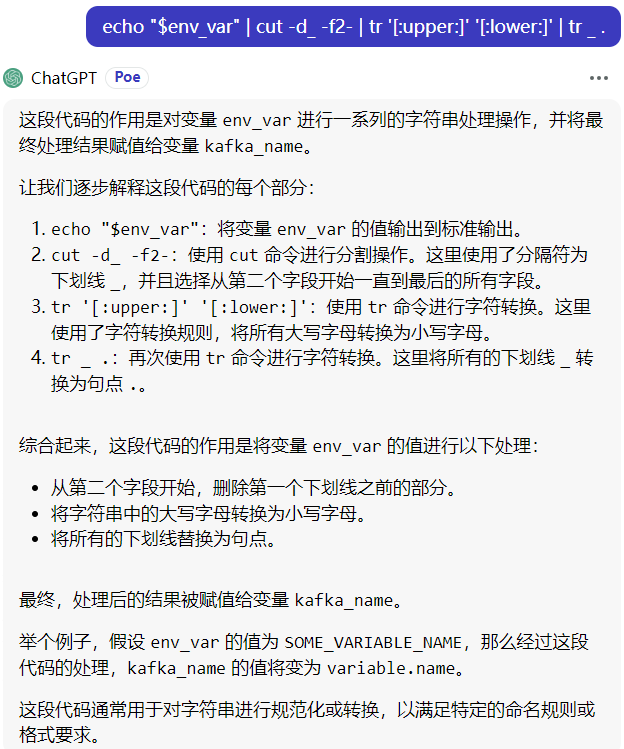 echo "$env_var" | cut -d_ -f2- | tr '[:upper:]' '[:lower:]' | tr _ .
ChatGPT Poe
这段代码的作用是对变量 env_var 进行一系列的字符串处理操作，并将最
终处理结果赋值给变量 kafka_name。
让我们逐步解释这段代码的每个部分：
1. echo "$env_var"：将变量 env_var 的值输出到标准输出。
2. cut -d_ -f2-：使用 cut 命令进行分割操作。这里使用了分隔符为
下划线 _，并且选择从第二个字段开始一直到最后的所有字段。
3. tr '[:upper:]' '[:lower:]'：使用 tr 命令进行字符转换。这里
使用了字符转换规则，将所有大写字母转换为小写字母。
4. tr _ .：再次使用 tr 命令进行字符转换。这里将所有的下划线 _ 转
换为句点 .。
综合起来，这段代码的作用是将变量 env_var 的值进行以下处理：
• 从第二个字段开始，删除第一个下划线之前的部分。
• 将字符串中的大写字母转换为小写字母。
• 将所有的下划线替换为句点。
最终，处理后的结果被赋值给变量 kafka_name。
举个例子，假设 env_var 的值为 SOME_VARIABLE_NAME，那么经过这段
代码的处理，kafka_name 的值将变为 variable.name。
这段代码通常用于对字符串进行规范化或转换，以满足特定的命名规则或
格式要求。